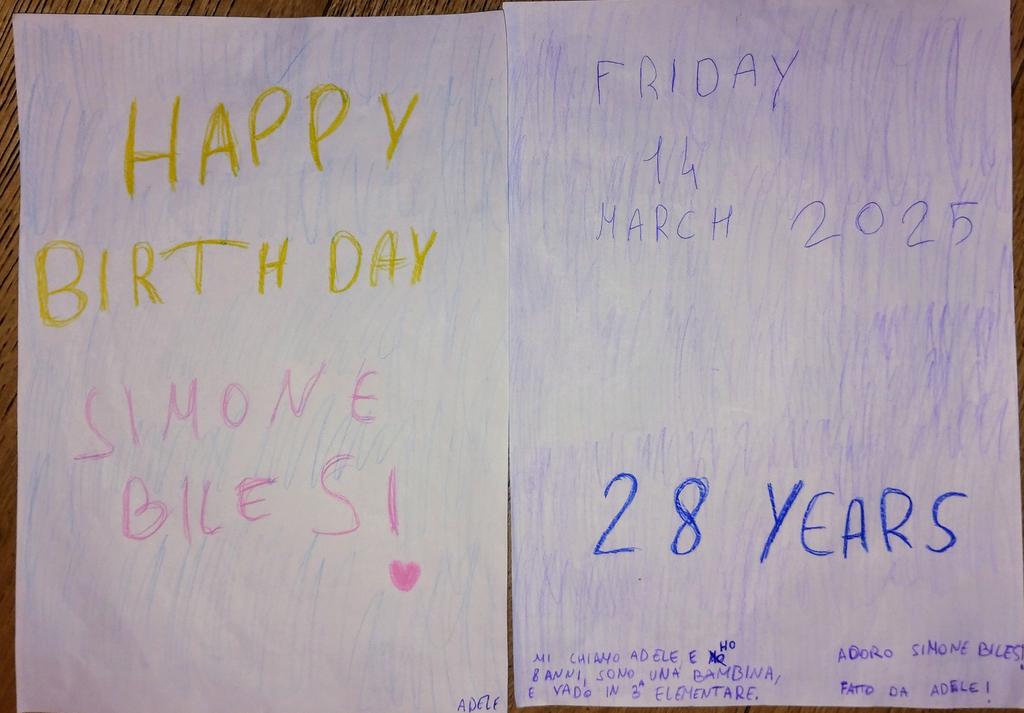 HAPPY
BIRTHDAY
SIMONE
BILES!
ADELE
FRIDAY
14
MARCH 2025
28 YEARS
MI CHIAMO ADELE E HO
8 ANNI, SONO UNA BAMBINA,
E VADO IN 3ª ELEMENTARE.
ADORO SIMONE BILES!
FATTO DA ADELE!